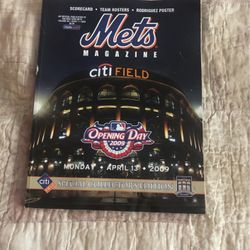 SCORECARD • TEAM ROSTERS • RODRIGUEZ POSTER
Mets
MAGAZINE
citi FIELD
OPENING DAY
2009
MONDAY • APRIL 13 • 2009
citi
SPECIAL COLLECTOR'S EDITION